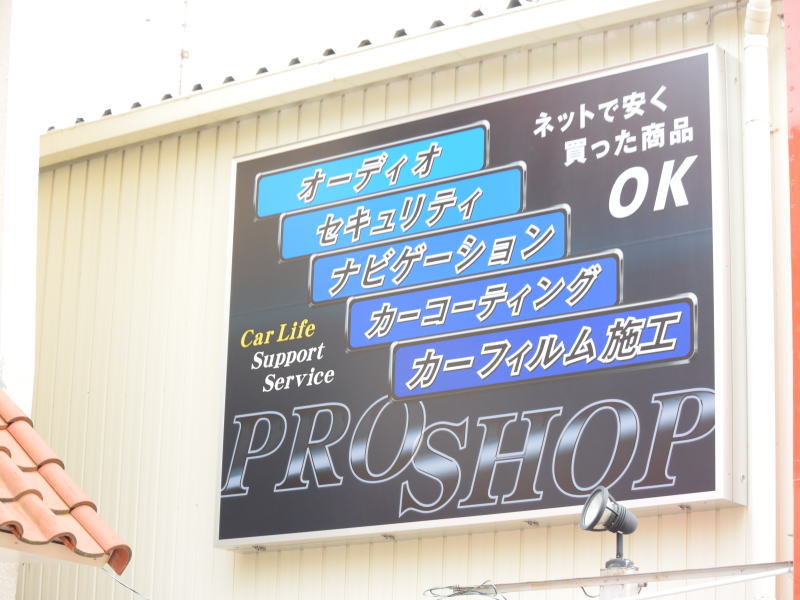 ネットで安く
買った商品
OK
オーディオ
セキュリティ
ナビゲーション
カーコーティング
カーフィルム施工
Car Life
Support
Service
PROSHOP